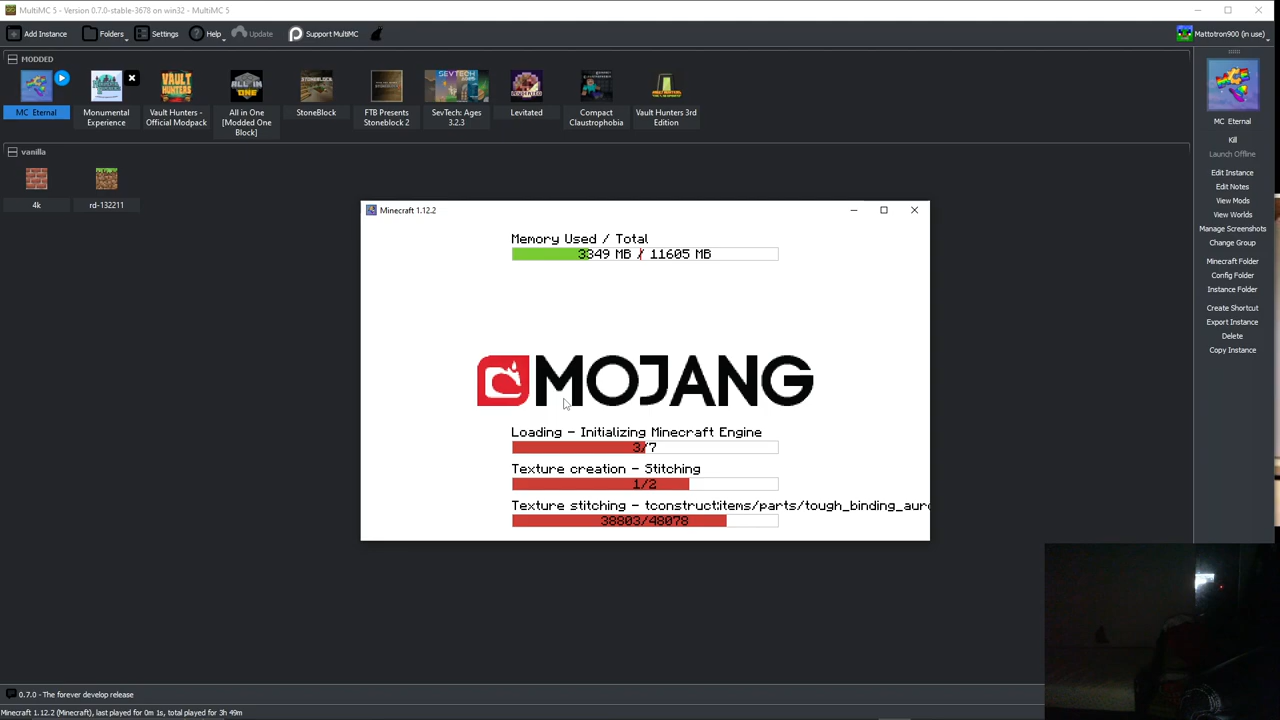 MultiMC 5 - Version 0.7.0-stable-3678 on win32 - MultiMC 5
Add Instance
Folders
Settings
Help
Update
Support MultiMC
Mattotron900 (in use)
MODDED
MC Eternal
Monumental
Experience
Vault Hunters -
Official Modpack
ALL IN
ONE
All in One
[Modded One
Block]
StoneBlock
FTB Presents
Stoneblock 2
SEVTECH
SevTech: Ages
3.2.3
Levitated
Compact
Claustrophobia
Vault Hunters 3rd
Edition
vanilla
4k
rd-132211
MC Eternal
Kill
Launch Offline
Edit Instance
Edit Notes
View Mods
View Worlds
Manage Screenshots
Change Group
Minecraft Folder
Config Folder
Instance Folder
Create Shortcut
Export Instance
Delete
Copy Instance
Minecraft 1.12.2
Memory Used / Total
3349 MB / 11605 MB
MOJANG
Loading - Initializing Minecraft Engine
3/7
Texture creation - Stitching
1/2
Texture stitching - tconstruct:items/parts/tough_binding_auro
38803/48078
0.7.0 - The forever develop release
Minecraft 1.12.2 (Minecraft), last played for 0m 1s, total played for 3h 49m